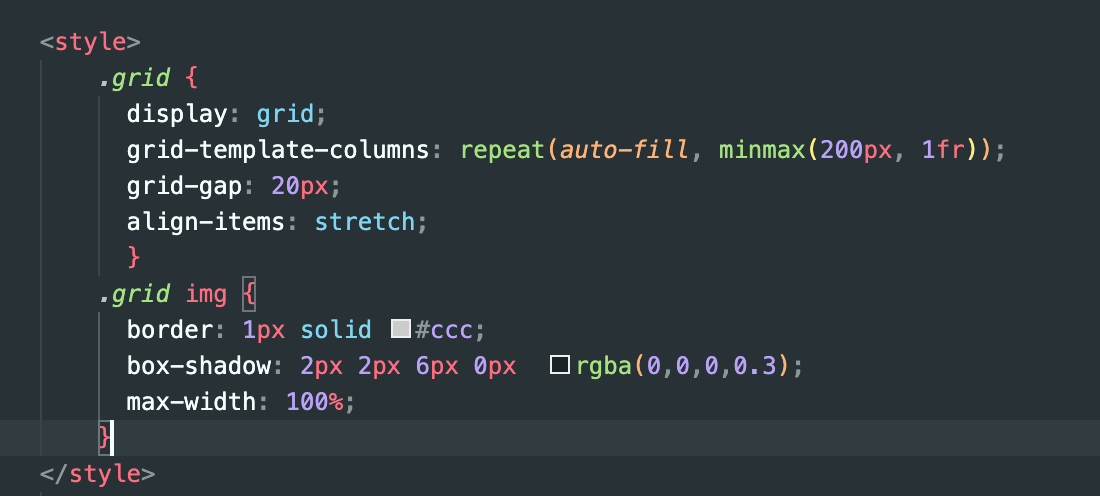 <style>
.grid {
display: grid;
grid-template-columns: repeat(auto-fill, minmax(200px, 1fr));
grid-gap: 20px;
align-items: stretch;
}
.grid img {
border: 1px solid #ccc;
box-shadow: 2px 2px 6px 0px rgba(0,0,0,0.3);
max-width: 100%;
}
</style>